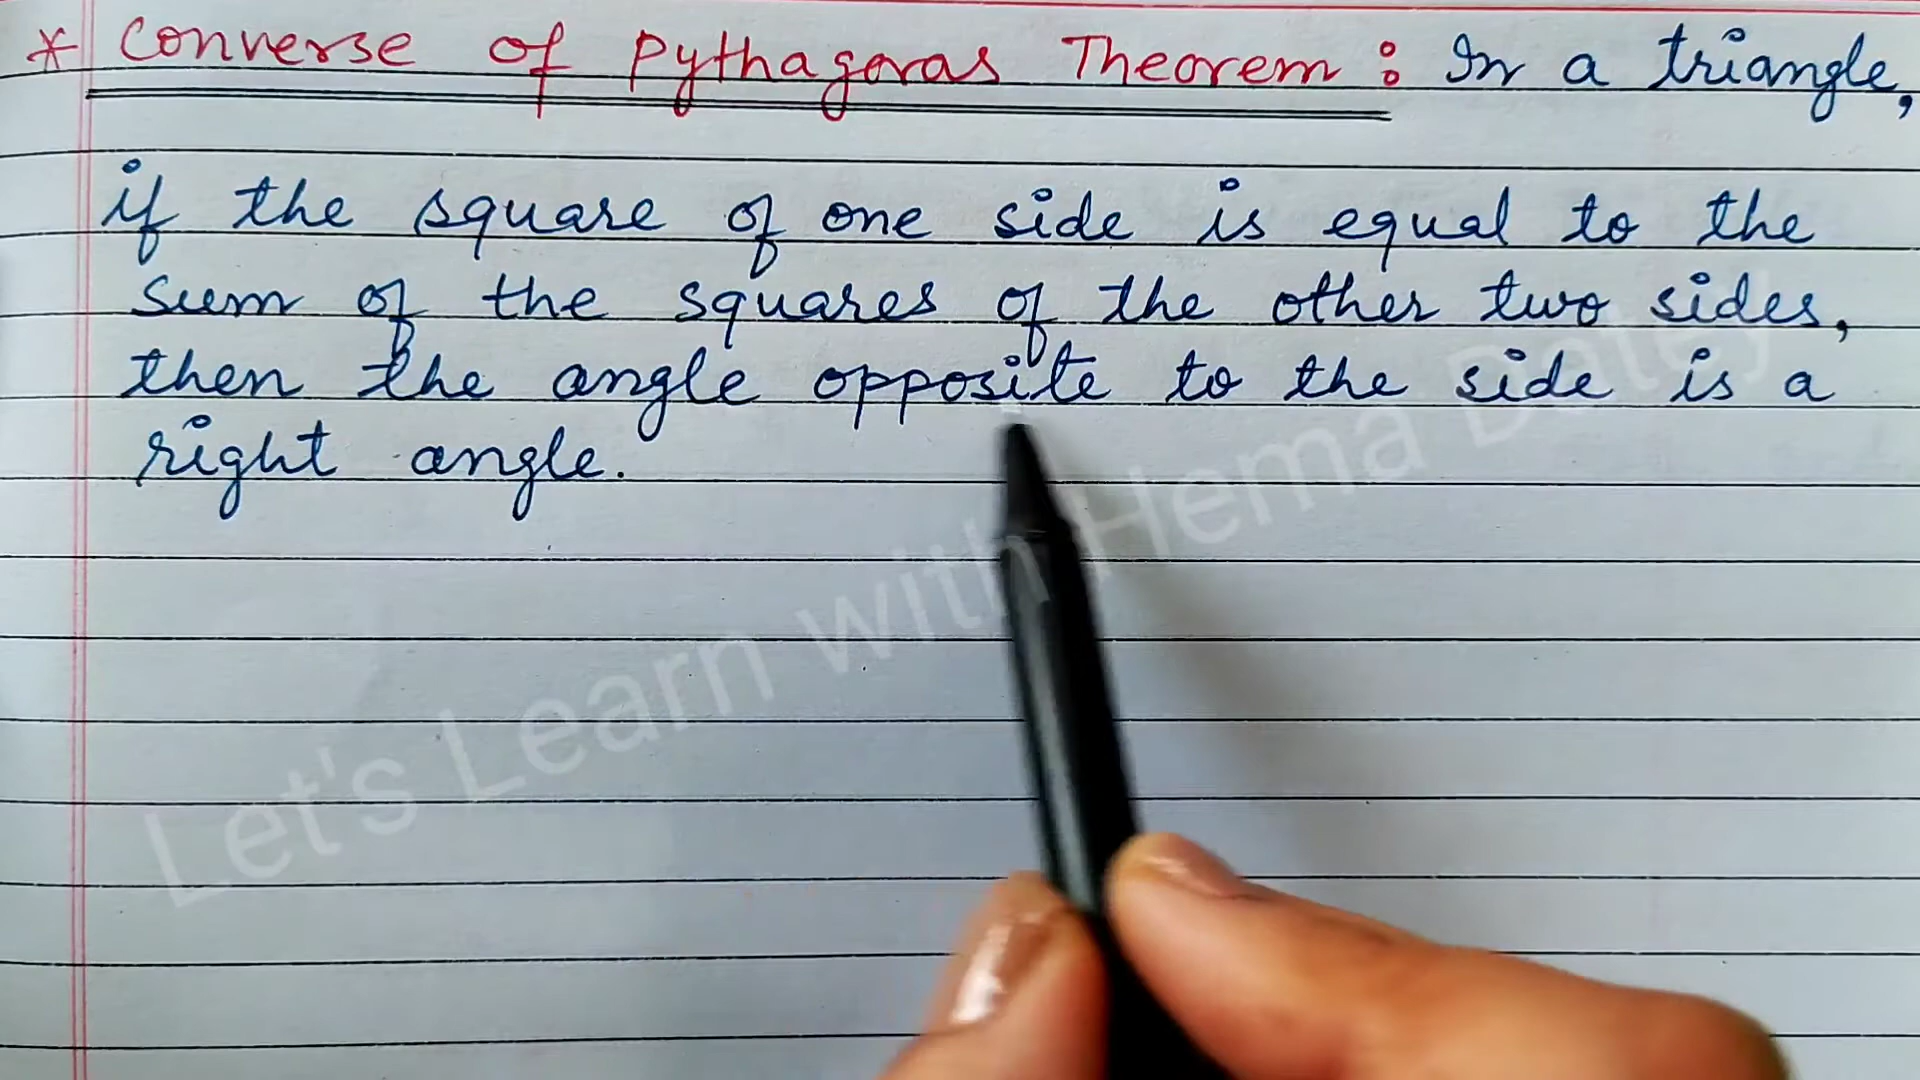 * Converse of Pythagoras Theorem : In a triangle,
if the square of one side is equal to the
sum of the squares of the other two sides,
then the angle opposite to the side is a
right angle.
Let's Learn with Hema Datey